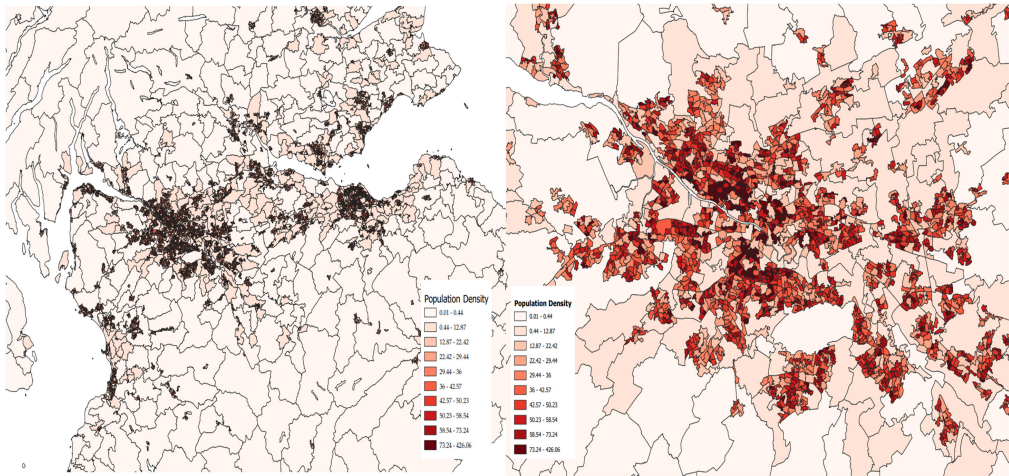 Population Density
0.01 - 0.44
0.44 - 12.87
12.87 - 22.42
22.42 - 29.44
29.44 - 36
36 - 42.57
42.57 - 50.23
50.23 - 58.54
58.54 - 73.24
73.24 - 426.06
Population Density
0.01 - 0.44
0.44 - 12.87
12.87 - 22.42
22.42 - 29.44
29.44 - 36
36 - 42.57
42.57 - 50.23
50.23 - 58.54
58.54 - 73.24
73.24 - 426.06